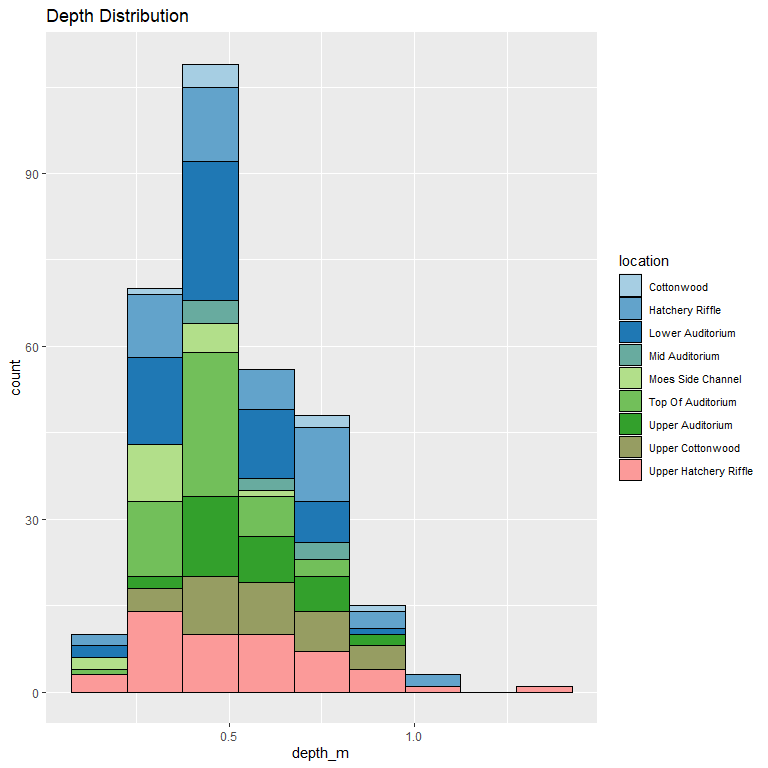 Depth Distribution
count
90
60
30
0
0.5
1.0
depth_m
location
Cottonwood
Hatchery Riffle
Lower Auditorium
Mid Auditorium
Moes Side Channel
Top Of Auditorium
Upper Auditorium
Upper Cottonwood
Upper Hatchery Riffle